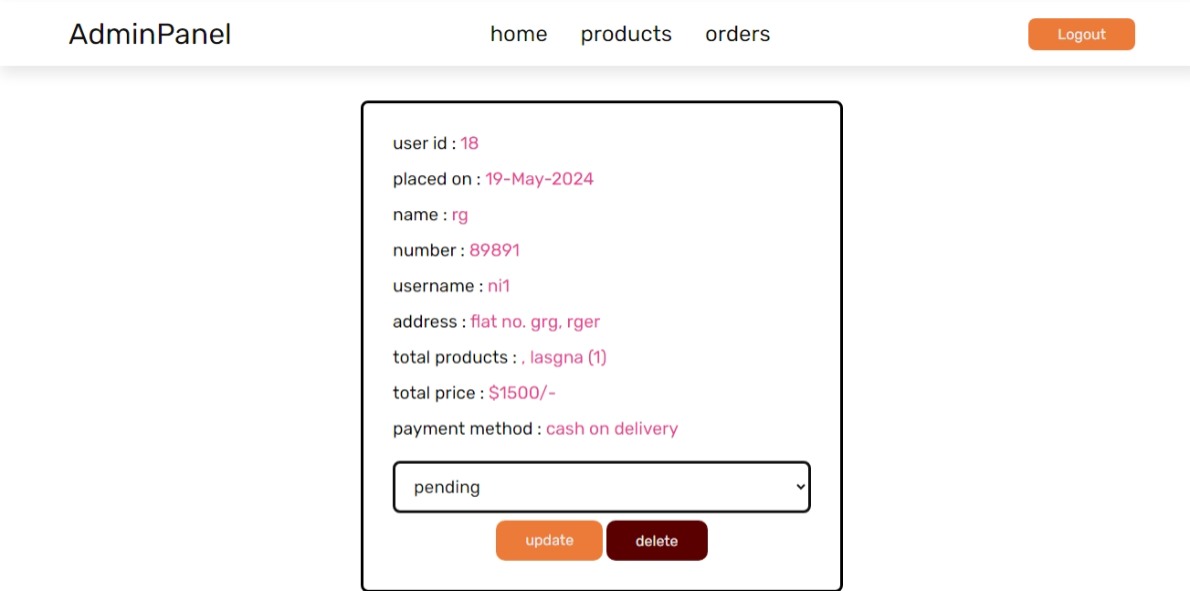 AdminPanel home products orders Logout
user id : 18
placed on : 19-May-2024
name : rg
number : 89891
username : ni1
address : flat no. grg, rger
total products : , lasgna (1)
total price : $1500/-
payment method : cash on delivery
pending
update delete